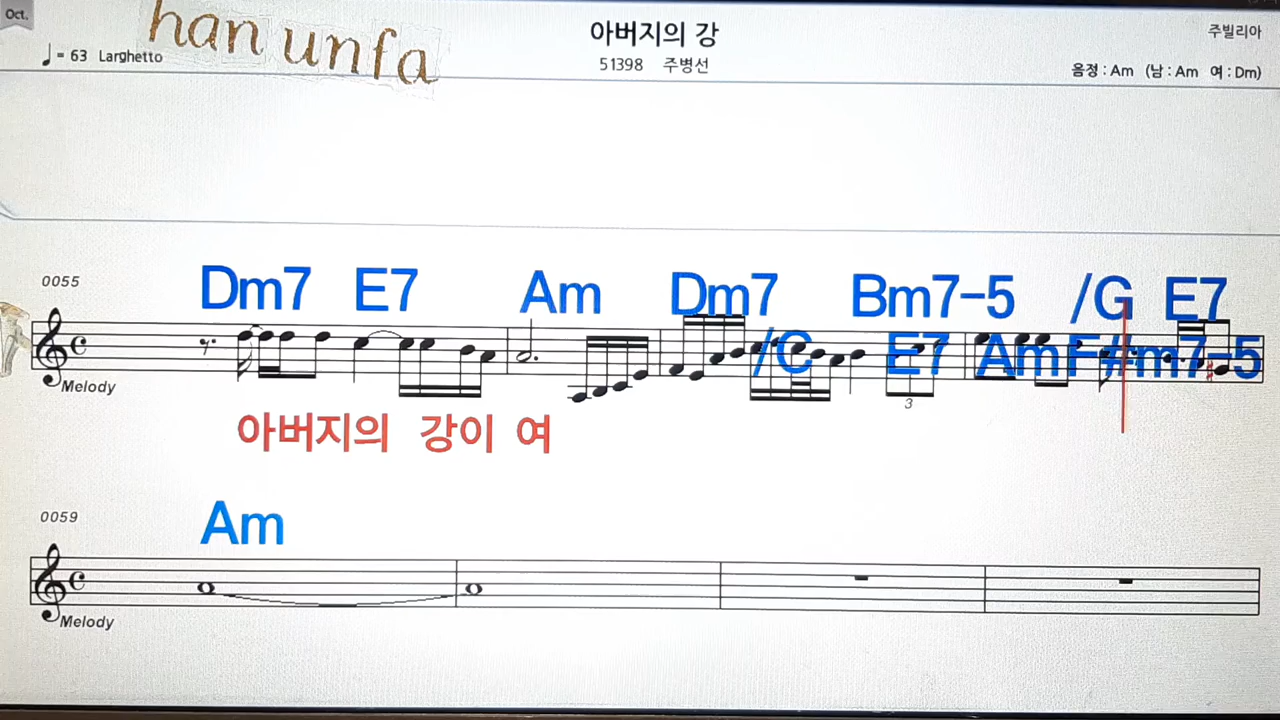 Oct.
han unfa
아버지의 강
주빌리아
♩= 63 Larghetto
51398 주병선
음정 : Am (남 : Am 여 : Dm)
0055
Dm7 E7 Am Dm7 Bm7-5 /G E7
/C E7 Am F#m7-5
Melody
3
아버지의 강이 여
0059
Am
Melody